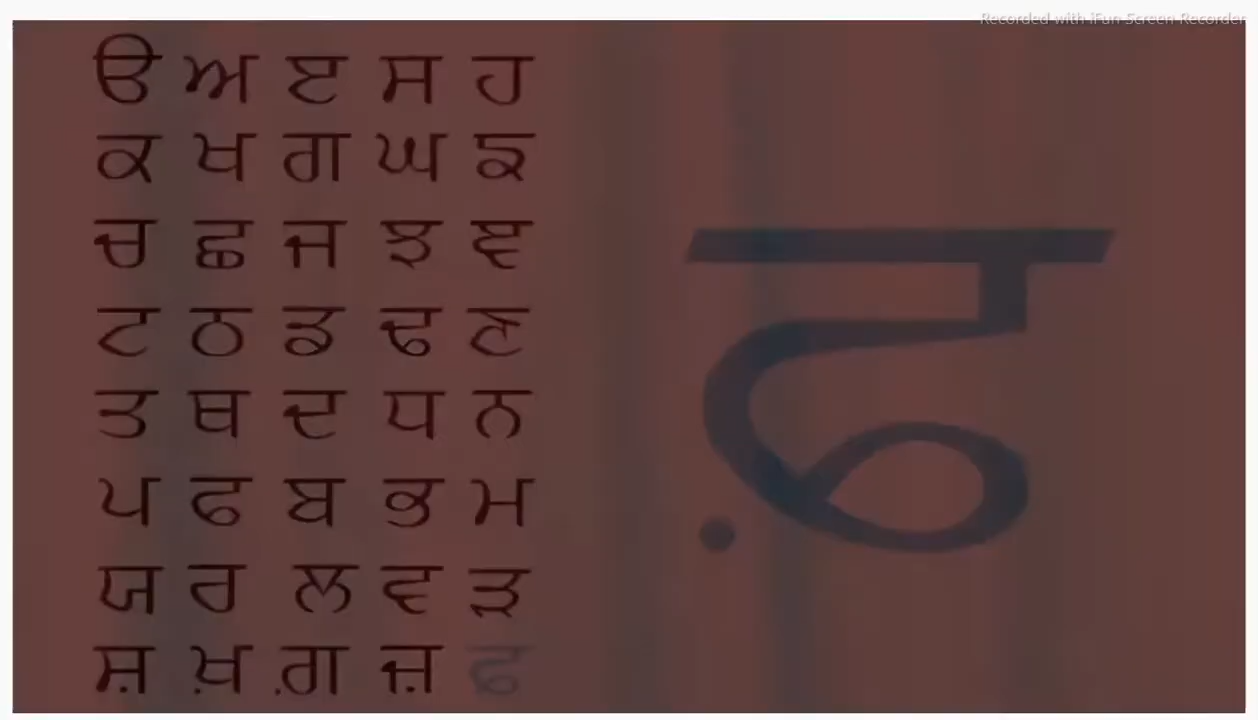 Recorded with iFun Screen Recorder
ੳ ਅ ੲ ਸ ਹ
ਕ ਖ ਗ ਘ ਙ
ਚ ਛ ਜ ਝ ਞ
ਟ ਠ ਡ ਢ ਣ
ਤ ਥ ਦ ਧ ਨ
ਪ ਫ ਬ ਭ ਮ
ਯ ਰ ਲ ਵ ੜ
ਸ਼ ਖ਼ ਗ਼ ਜ਼ ਫ਼
ਫ਼